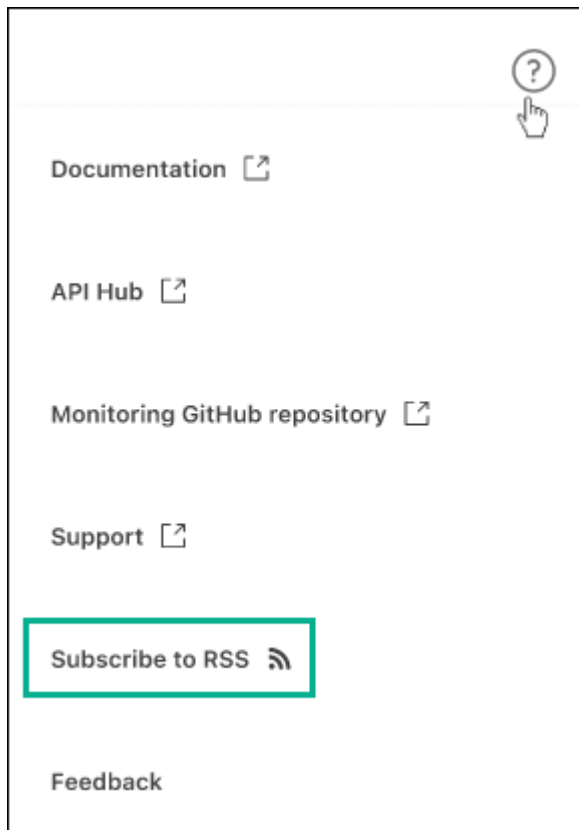 ?
Documentation
API Hub
Monitoring GitHub repository
Support
Subscribe to RSS
Feedback